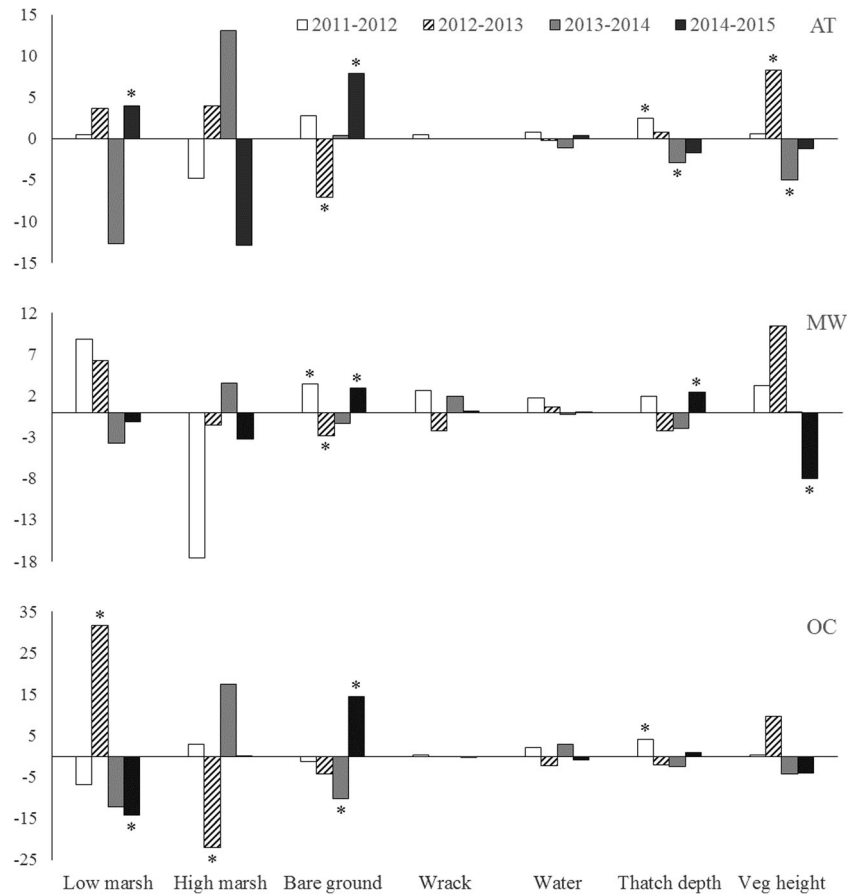 2011-2012 2012-2013 2013-2014 2014-2015
AT
15
10
5
0
-5
-10
-15
* * * * * * *
MW
12
7
2
-3
-8
-13
-18
* * * * *
OC
35
25
15
5
-5
-15
-25
* * * * * *
Low marsh High marsh Bare ground Wrack Water Thatch depth Veg height